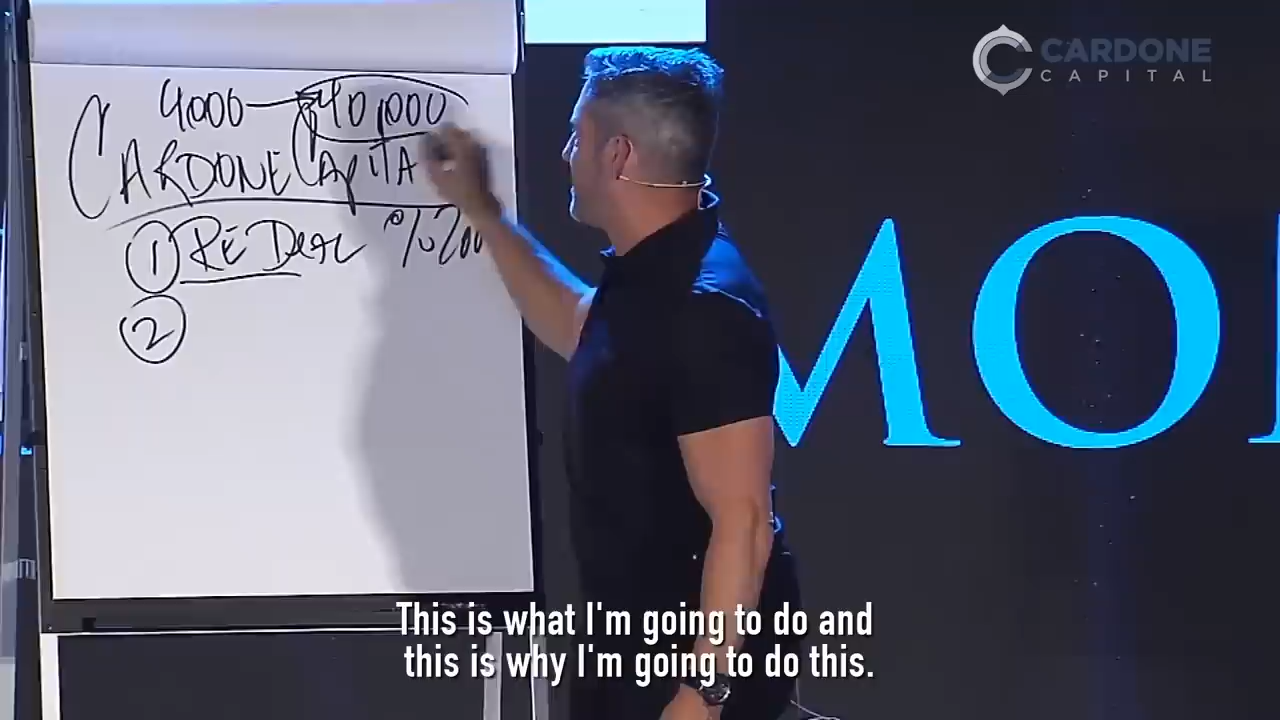 CARDONE
CAPITAL
4000 40,000
CARDONE CAPITA
1 RE DEAL % 200
2
MO
This is what I'm going to do and
this is why I'm going to do this.